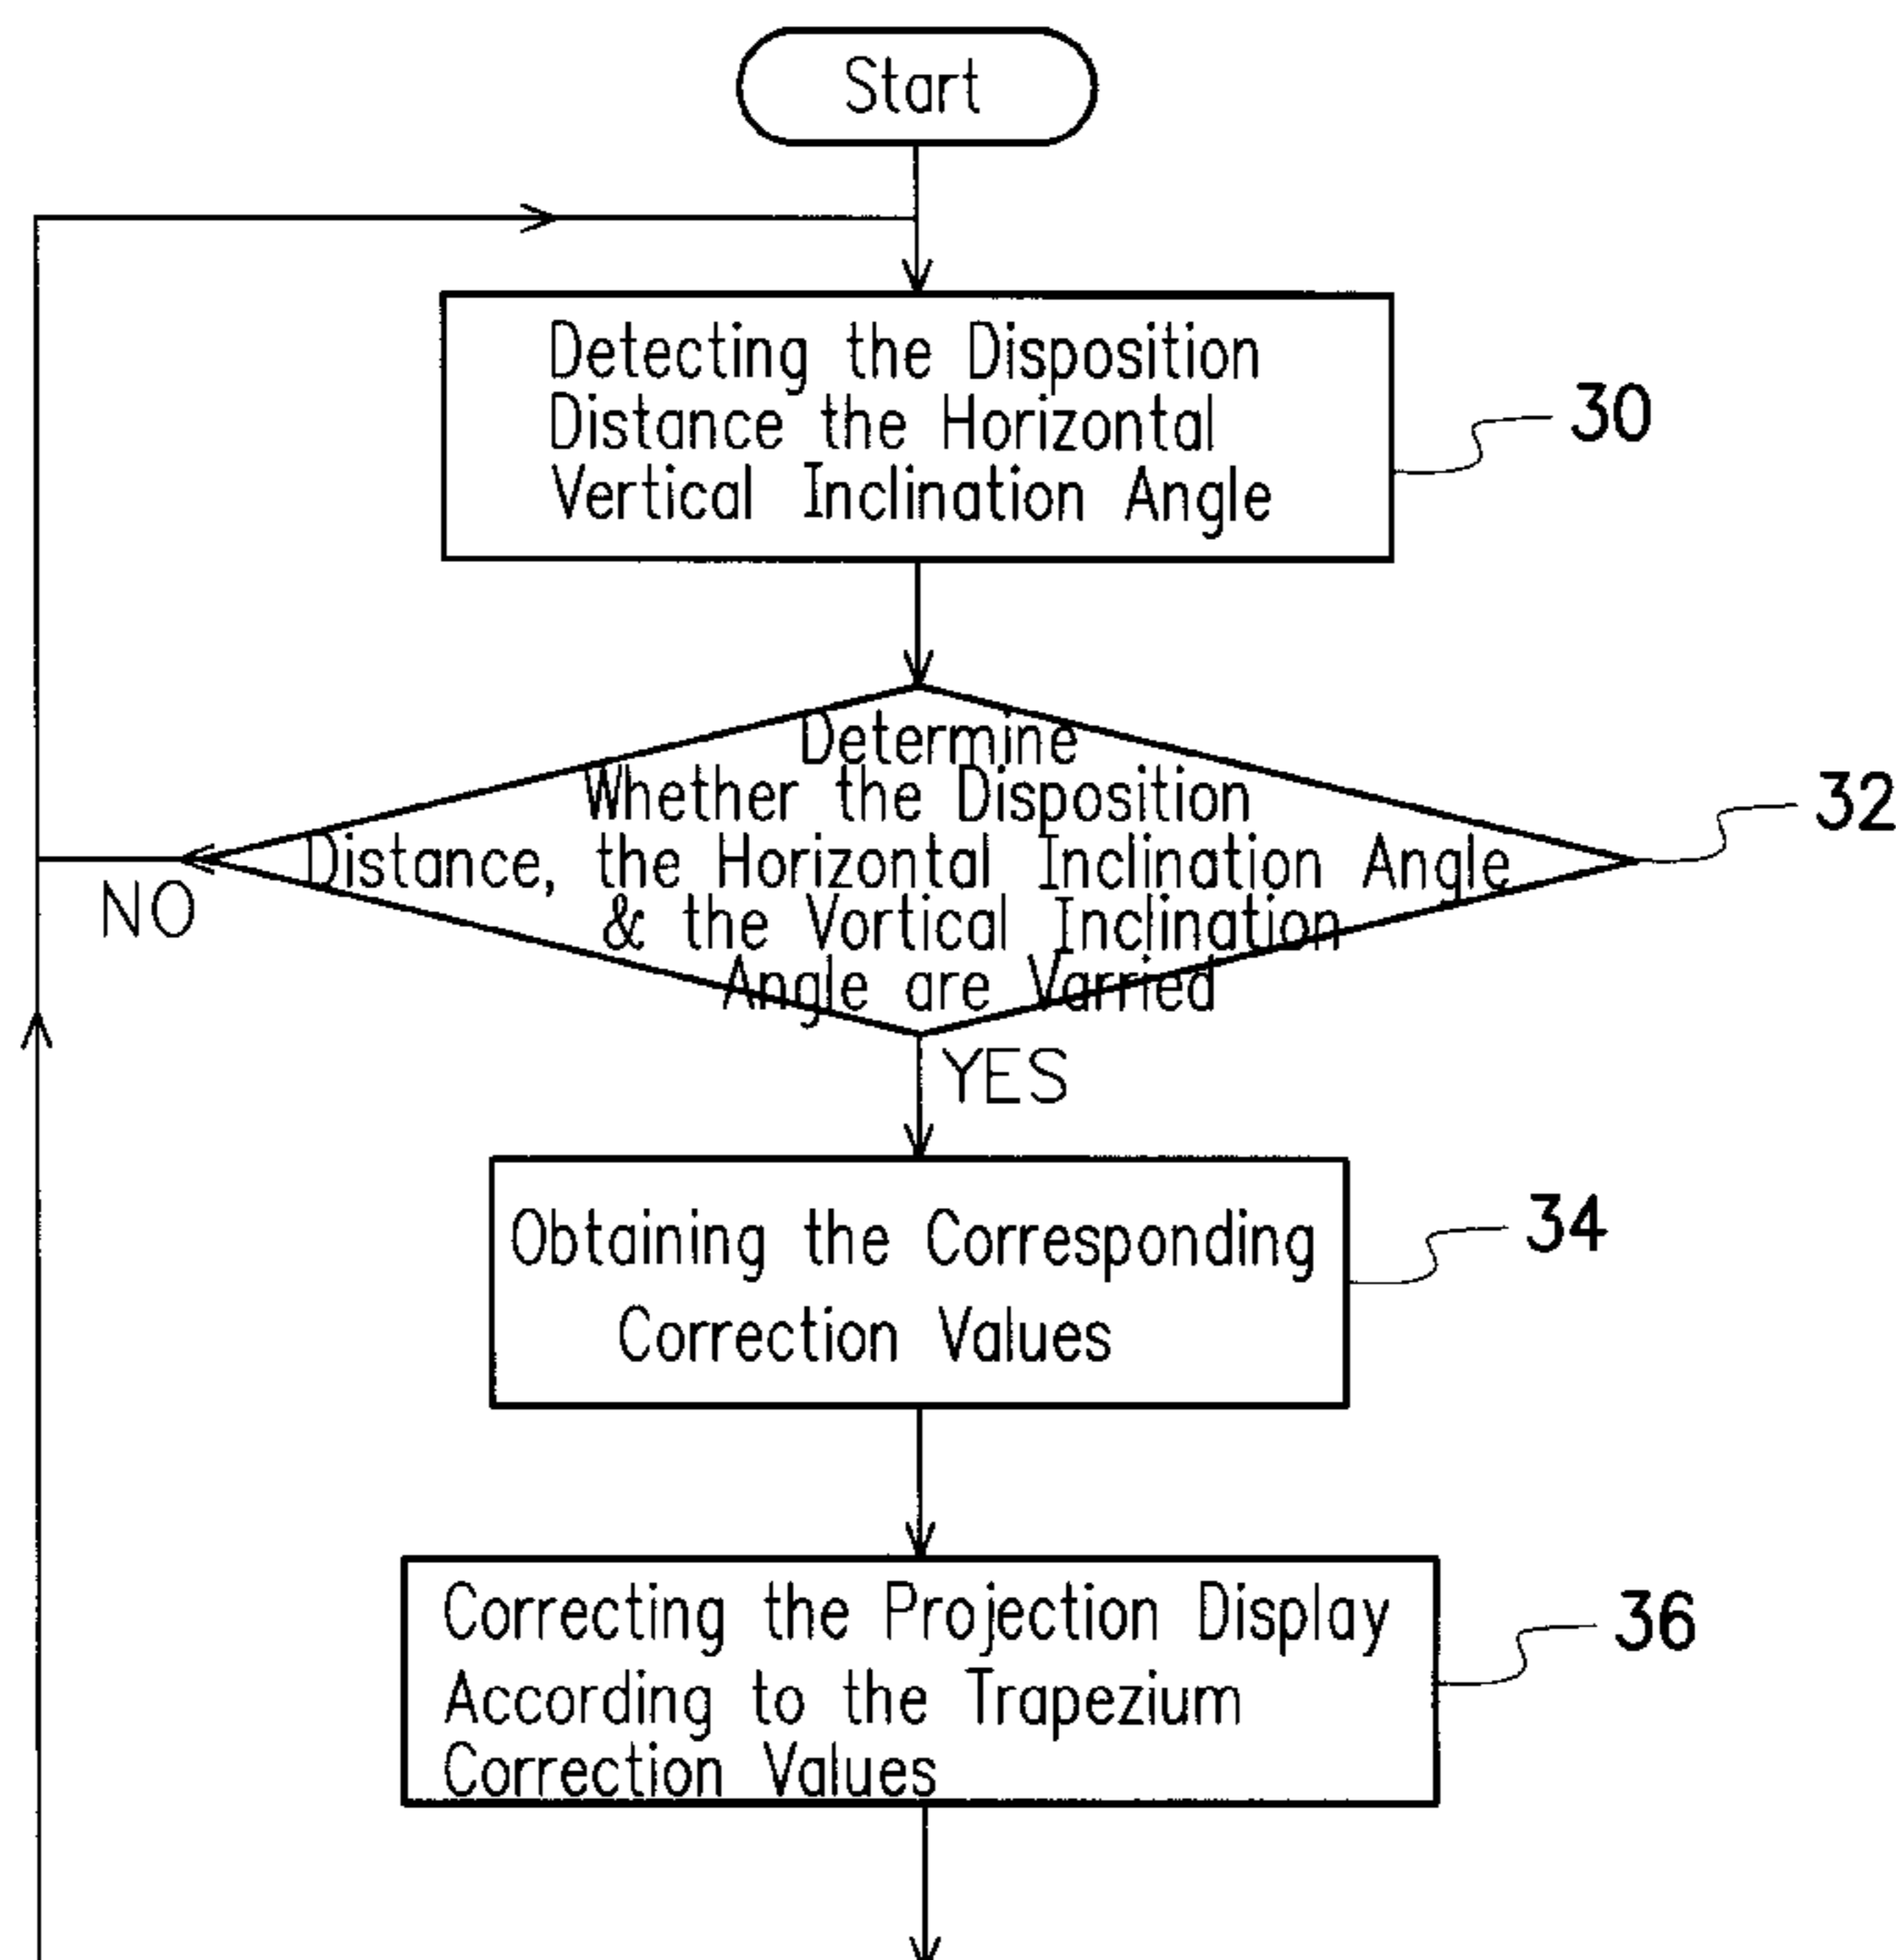 Start
Detecting the Disposition
Distance the Horizontal
Vertical Inclination Angle
30
Determine
Whether the Disposition
Distance, the Horizontal Inclination Angle
& the Vortical Inclination
Angle are Varried
32
NO
YES
Obtaining the Corresponding
Correction Values
34
Correcting the Projection Display
According to the Trapezium
Correction Values
36